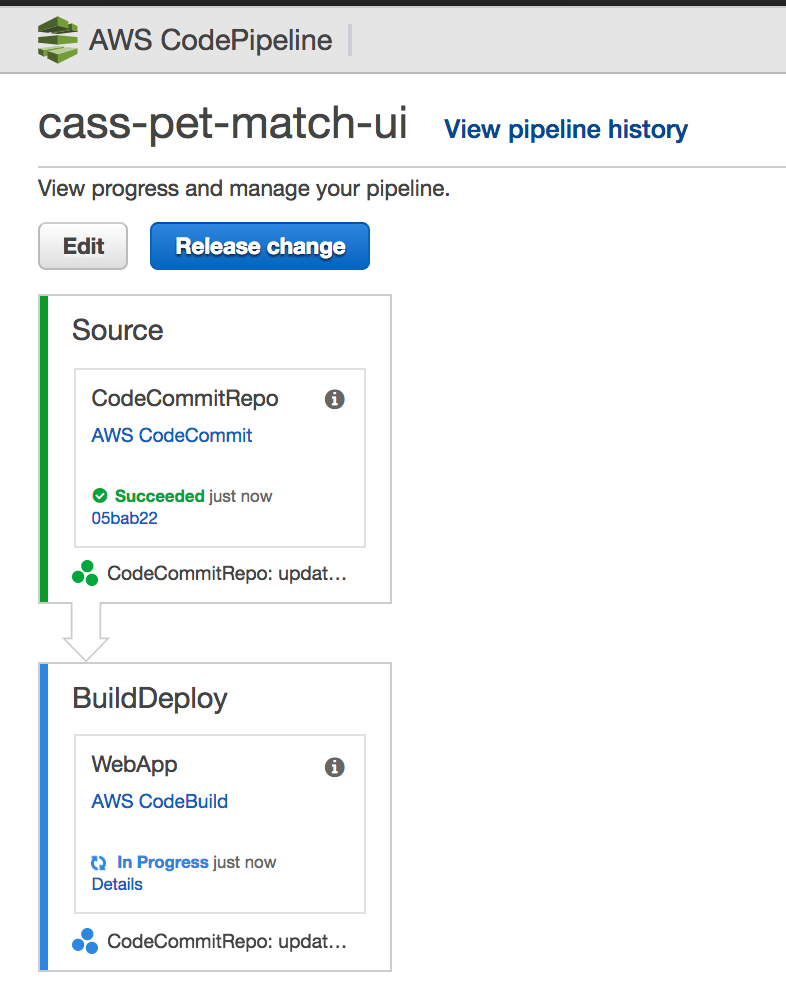 AWS CodePipeline
cass-pet-match-ui View pipeline history
View progress and manage your pipeline.
Edit Release change
Source
CodeCommitRepo
AWS CodeCommit
Succeeded just now
05bab22
CodeCommitRepo: updat...
BuildDeploy
WebApp
AWS CodeBuild
In Progress just now
Details
CodeCommitRepo: updat...